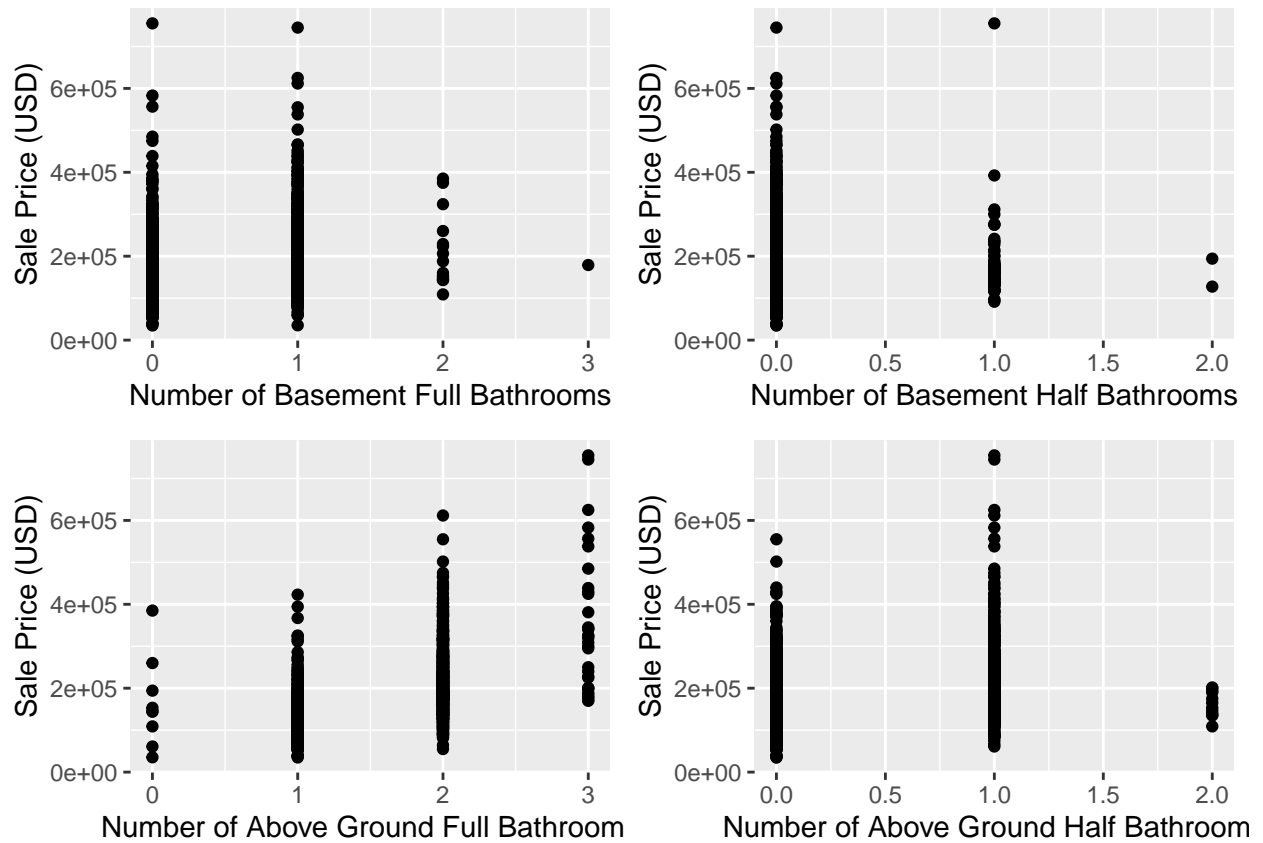 Sale Price (USD)
6e+05
4e+05
2e+05
0e+00
0
1
2
3
Number of Basement Full Bathrooms
Sale Price (USD)
6e+05
4e+05
2e+05
0e+00
0.0
0.5
1.0
1.5
2.0
Number of Basement Half Bathrooms
Sale Price (USD)
6e+05
4e+05
2e+05
0e+00
0
1
2
3
Number of Above Ground Full Bathroom
Sale Price (USD)
6e+05
4e+05
2e+05
0e+00
0.0
0.5
1.0
1.5
2.0
Number of Above Ground Half Bathroom